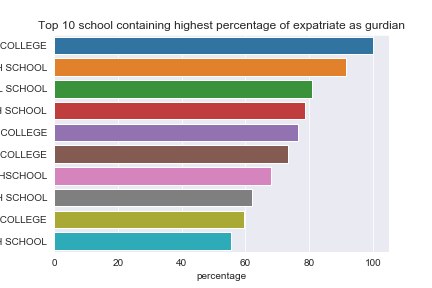 Top 10 school containing highest percentage of expatriate as gurdian
COLLEGE
H SCHOOL
L SCHOOL
H SCHOOL
COLLEGE
COLLEGE
HSCHOOL
H SCHOOL
COLLEGE
H SCHOOL
0 20 40 60 80 100
percentage